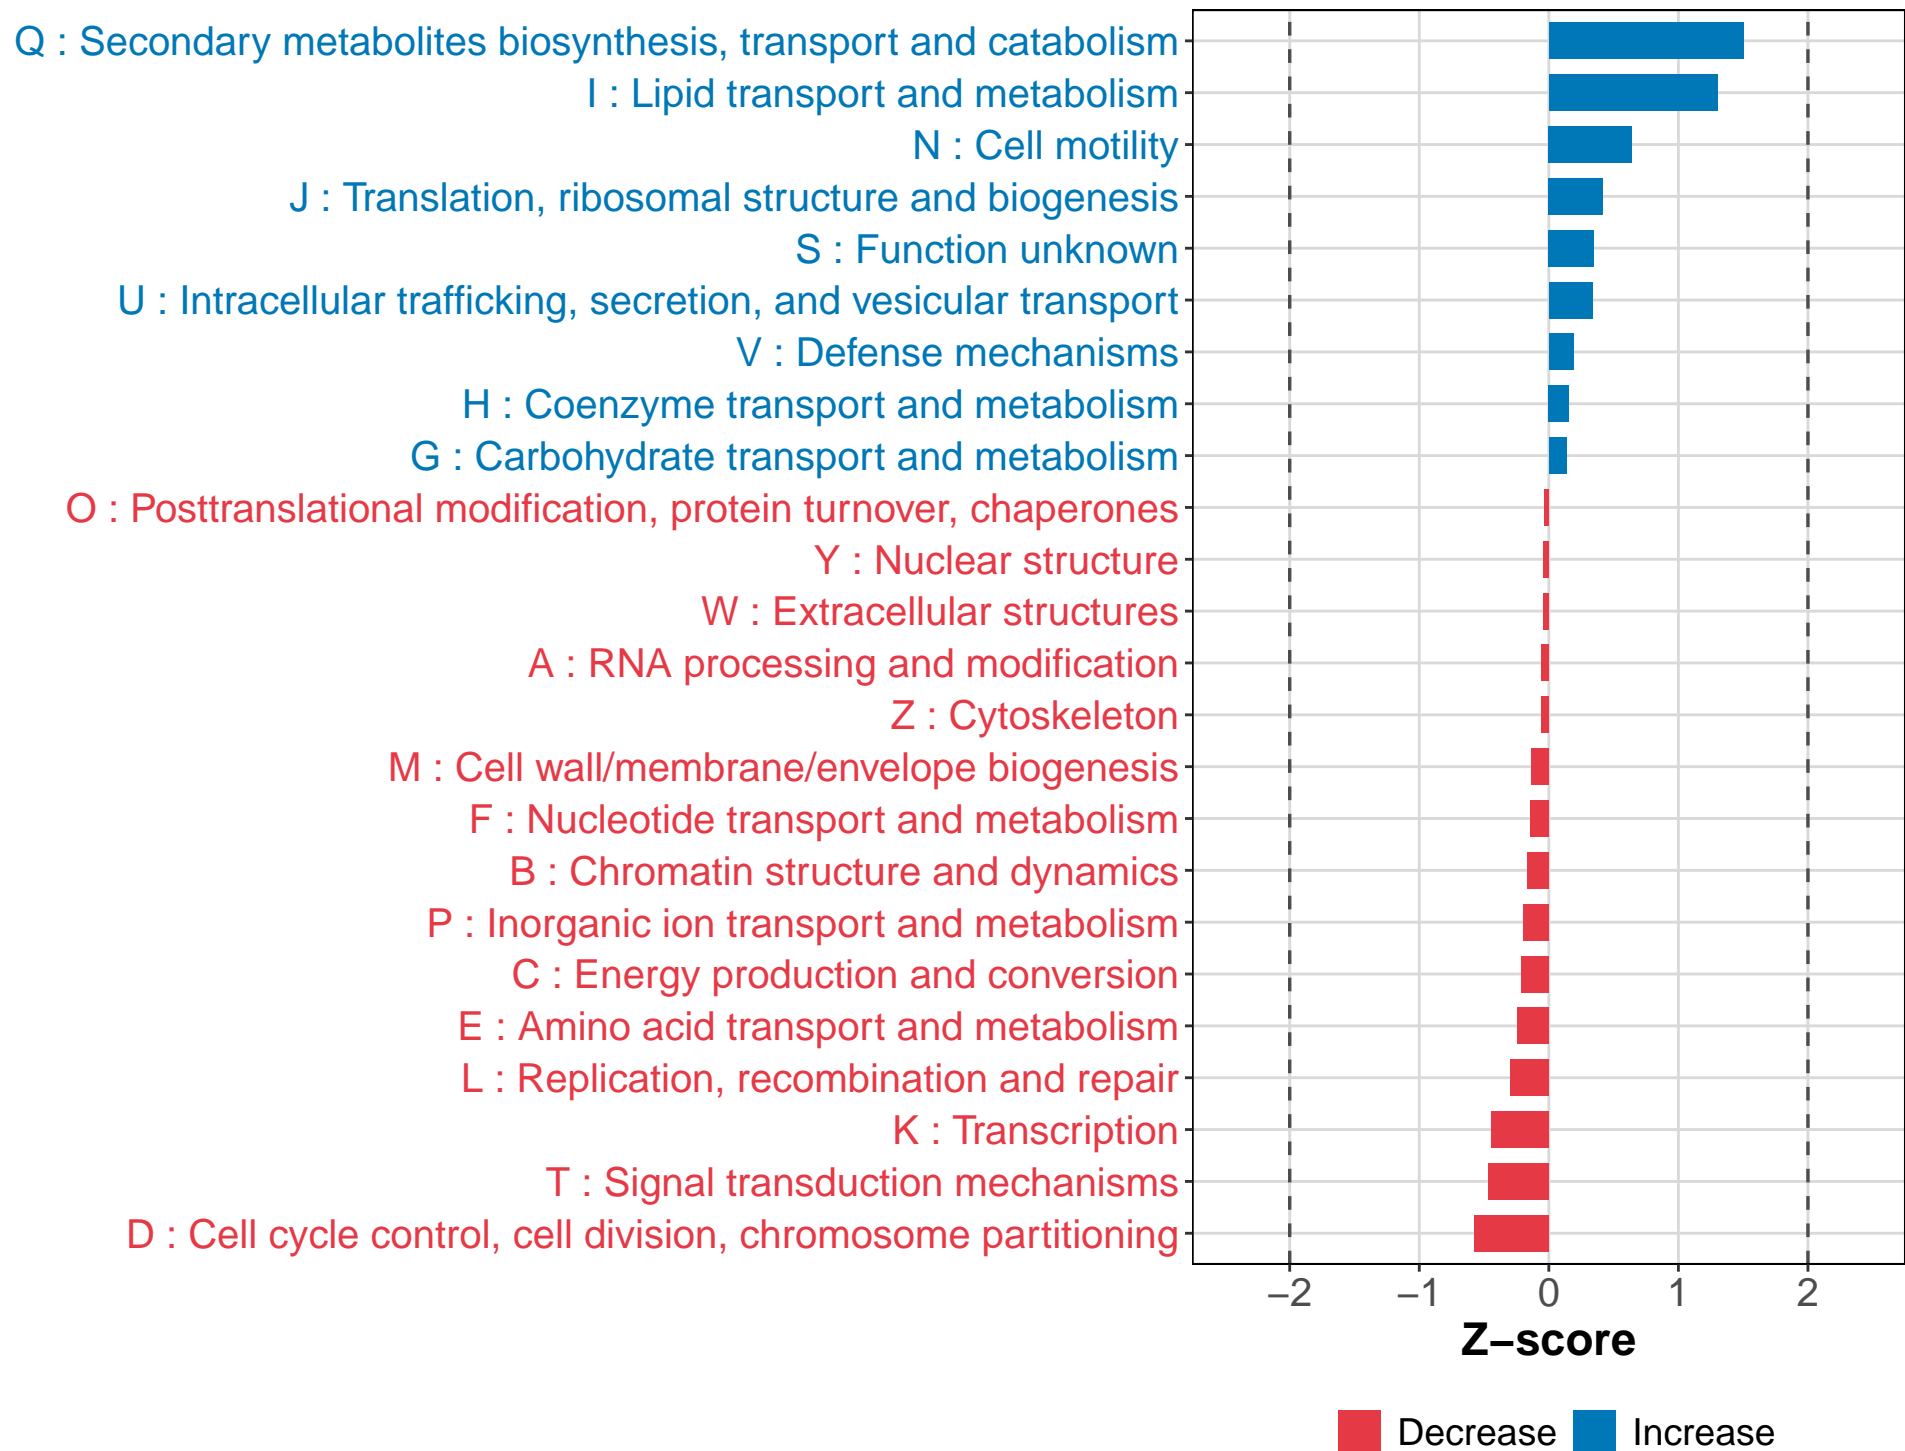 Q : Secondary metabolites biosynthesis, transport and catabolism
I : Lipid transport and metabolism
N : Cell motility
J : Translation, ribosomal structure and biogenesis
S : Function unknown
U : Intracellular trafficking, secretion, and vesicular transport
V : Defense mechanisms
H : Coenzyme transport and metabolism
G : Carbohydrate transport and metabolism
O : Posttranslational modification, protein turnover, chaperones
Y : Nuclear structure
W : Extracellular structures
A : RNA processing and modification
Z : Cytoskeleton
M : Cell wall/membrane/envelope biogenesis
F : Nucleotide transport and metabolism
B : Chromatin structure and dynamics
P : Inorganic ion transport and metabolism
C : Energy production and conversion
E : Amino acid transport and metabolism
L : Replication, recombination and repair
K : Transcription
T : Signal transduction mechanisms
D : Cell cycle control, cell division, chromosome partitioning
−2 −1 0 1 2
Z−score
Decrease Increase